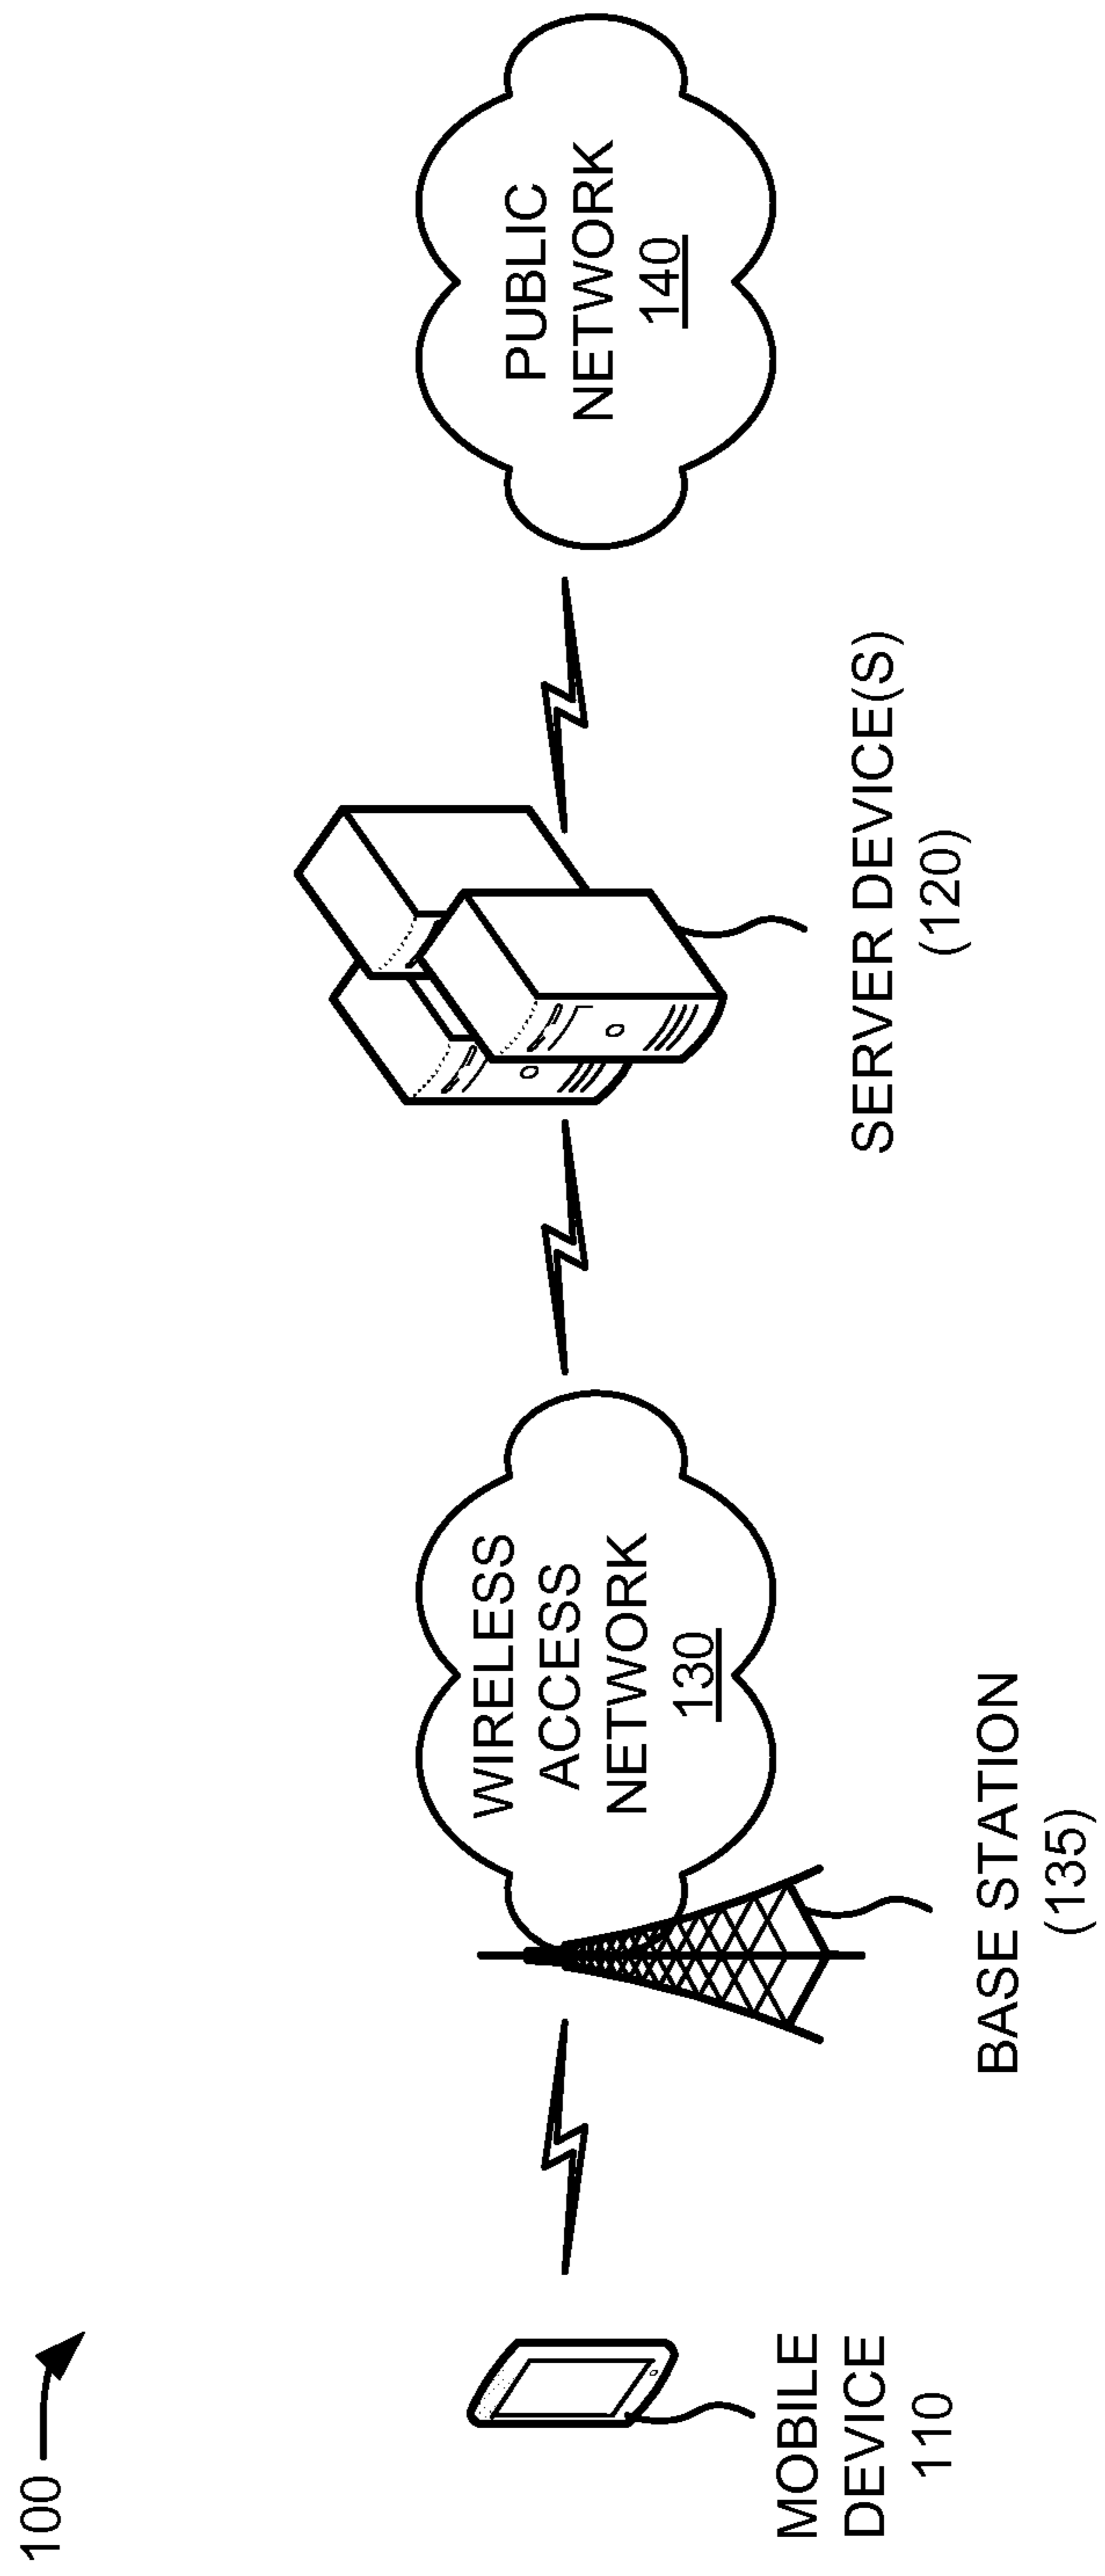 100
MOBILE
DEVICE
110
BASE STATION
(135)
WIRELESS
ACCESS
NETWORK
130
SERVER DEVICE(S)
(120)
PUBLIC
NETWORK
140